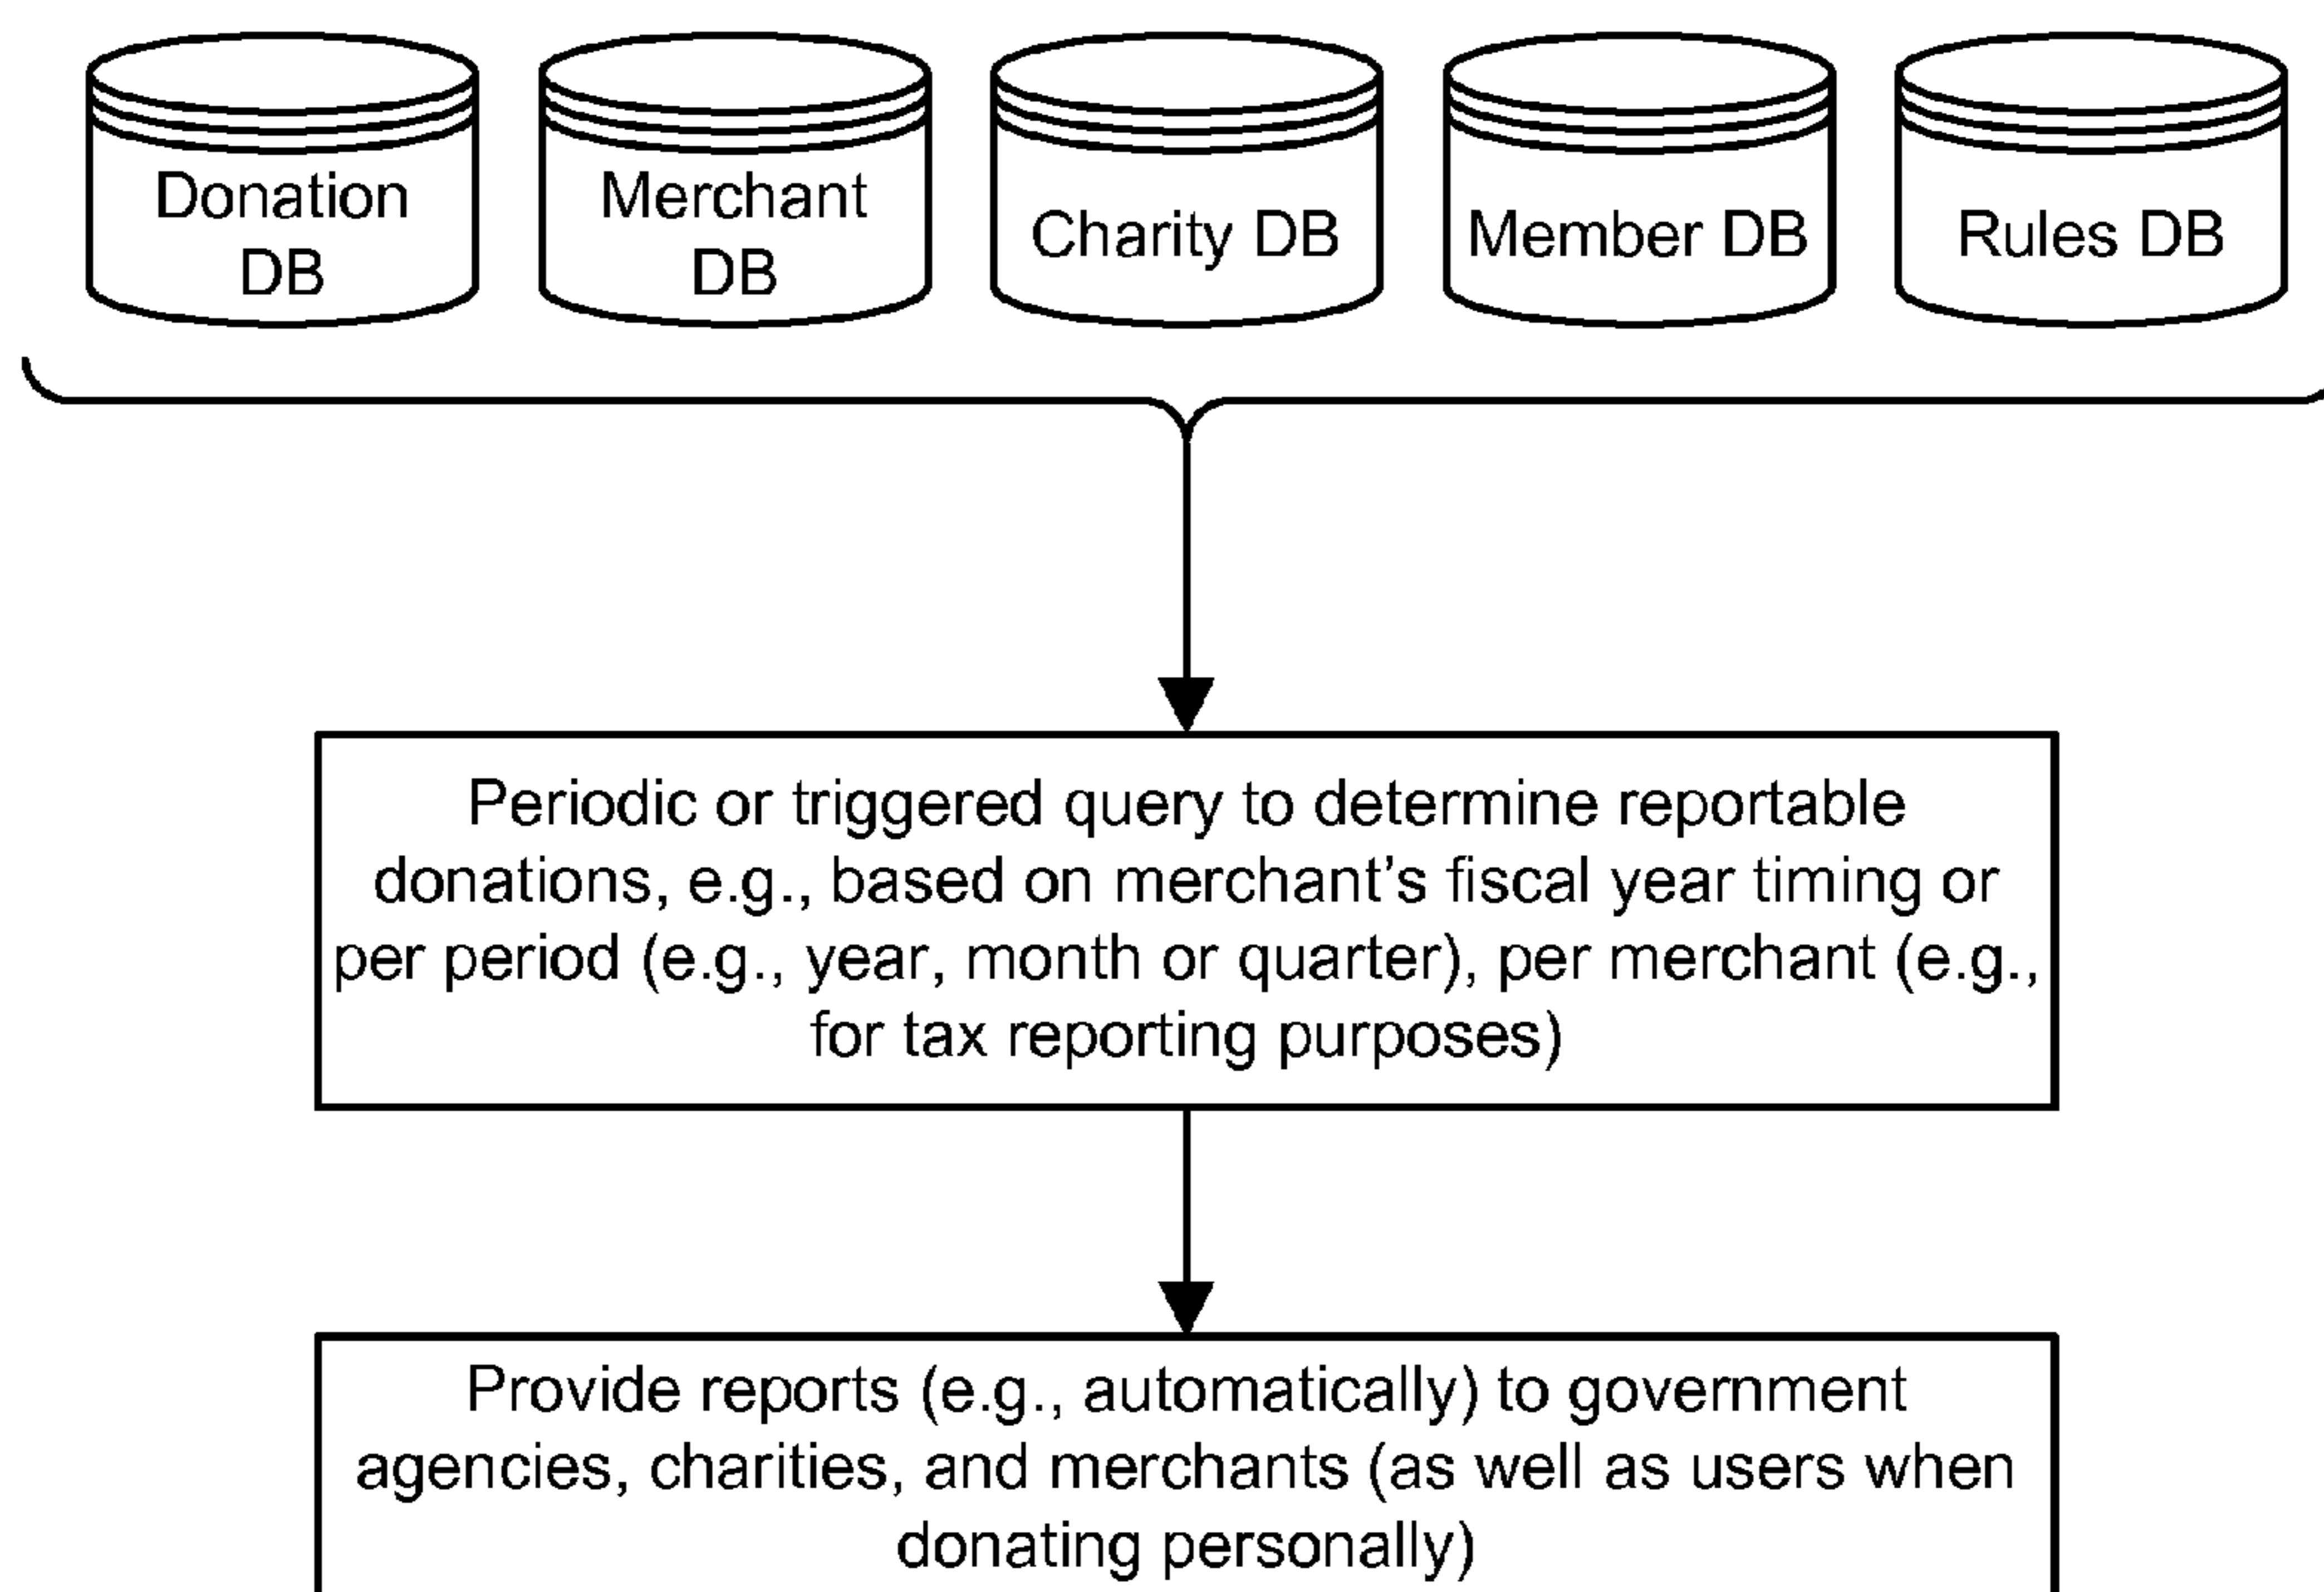 Donation
DB
Merchant
DB
Charity DB
Member DB
Rules DB
Periodic or triggered query to determine reportable
donations, e.g., based on merchant’s fiscal year timing or
per period (e.g., year, month or quarter), per merchant (e.g.,
for tax reporting purposes)
Provide reports (e.g., automatically) to government
agencies, charities, and merchants (as well as users when
donating personally)